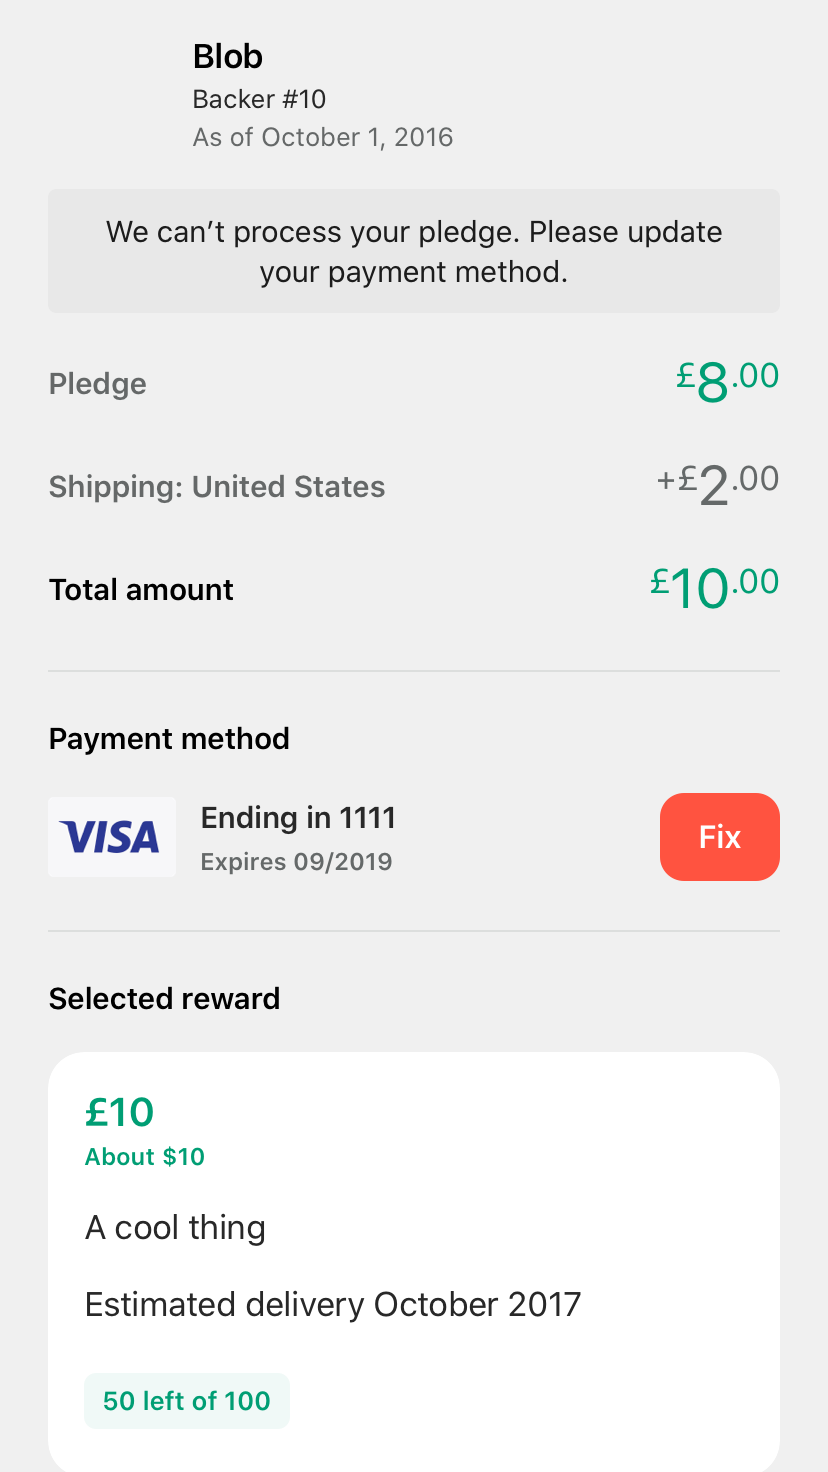 Blob
Backer #10
As of October 1, 2016
We can’t process your pledge. Please update
your payment method.
Pledge
£8.00
Shipping: United States
+£2.00
Total amount
£10.00
Payment method
VISA
Ending in 1111
Expires 09/2019
Fix
Selected reward
£10
About $10
A cool thing
Estimated delivery October 2017
50 left of 100